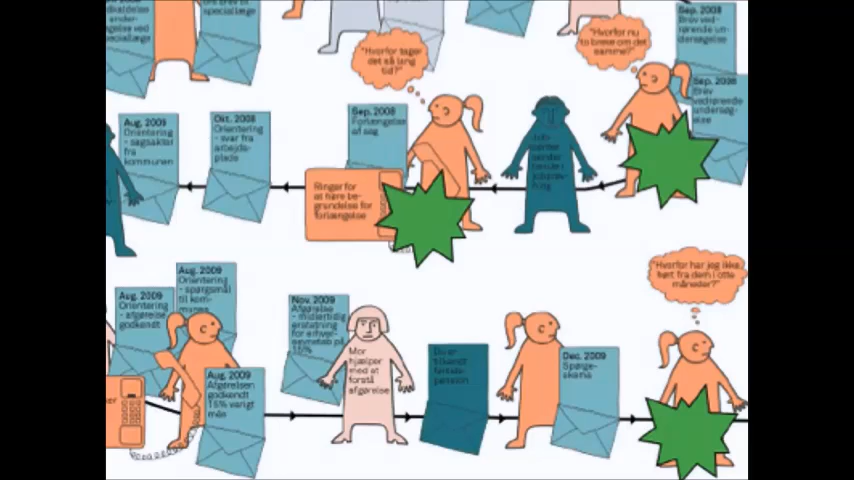 speciallæge
speciallæge
"Hvorfor tager
det så lang
tid?"
"Hvorfor nu
to breve om det
samme?"
Sep. 2008
Brev ved-
rørende un-
dersøgelse
Sep. 2008
Brev
vedrørende
undersøg-
else
Aug. 2009
Orientering
- sagsakter
fra
kommunen
Okt. 2008
Orientering
- svar fra
arbejds-
plads
Sep. 2008
Forlængelse
af sag
Ringer for
at høre be-
grundelse for
forlængelse
"Hvorfor har jeg ikke
hørt fra dem i otte
måneder?"
Aug. 2009
Orientering
- afgørelse
godkendt
Aug. 2009
Orientering
- spørgsmål
til kom-
munen
Aug. 2009
Afgørelsen
godkendt
15% varigt
mén
Nov. 2009
Afgørelse
- midlertidig
erstatning
for erhver-
vsevnetab på
15%
Mor
hjælper
med at
forstå
afgørelse
Dec. 2009
Spørge-
skema